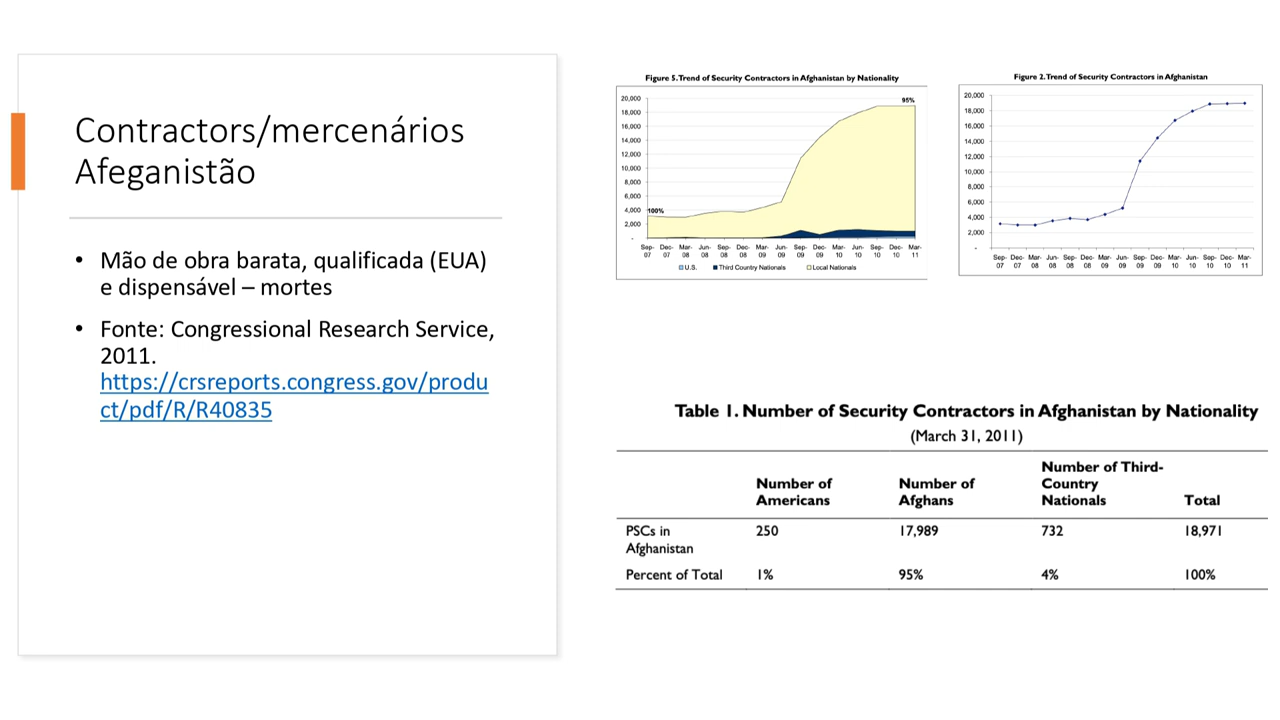 Contractors/mercenários
Afeganistão
• Mão de obra barata, qualificada (EUA)
e dispensável – mortes
• Fonte: Congressional Research Service,
2011.
https://crsreports.congress.gov/produ
ct/pdf/R/R40835
Figure 5. Trend of Security Contractors in Afghanistan by Nationality
20,000
18,000
16,000
14,000
12,000
10,000
8,000
6,000
4,000
2,000
-
100%
95%
Sep- Dec- Mar- Jun- Sep- Dec- Mar- Jun- Sep- Dec- Mar- Jun- Sep- Dec- Mar-
07 07 08 08 08 08 09 09 09 09 10 10 10 10 11
U.S. Third Country Nationals Local Nationals
Figure 2. Trend of Security Contractors in Afghanistan
20,000
18,000
16,000
14,000
12,000
10,000
8,000
6,000
4,000
2,000
-
Sep- Dec- Mar- Jun- Sep- Dec- Mar- Jun- Sep- Dec- Mar- Jun- Sep- Dec- Mar-
07 07 08 08 08 08 09 09 09 09 10 10 10 10 11
Table 1. Number of Security Contractors in Afghanistan by Nationality
(March 31, 2011)
Number of Third-
Number of Number of Country
Americans Afghans Nationals Total
PSCs in 250 17,989 732 18,971
Afghanistan
Percent of Total 1% 95% 4% 100%